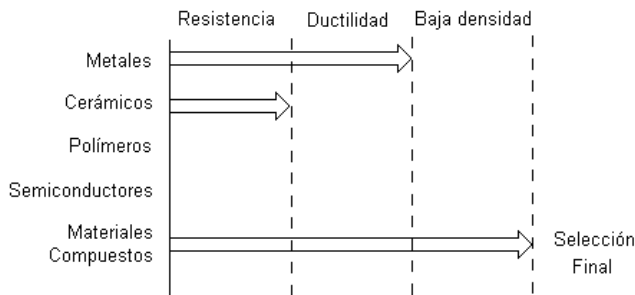 Resistencia Ductilidad Baja densidad
Metales
Cerámicos
Polímeros
Semiconductores
Materiales
Compuestos
Selección
Final